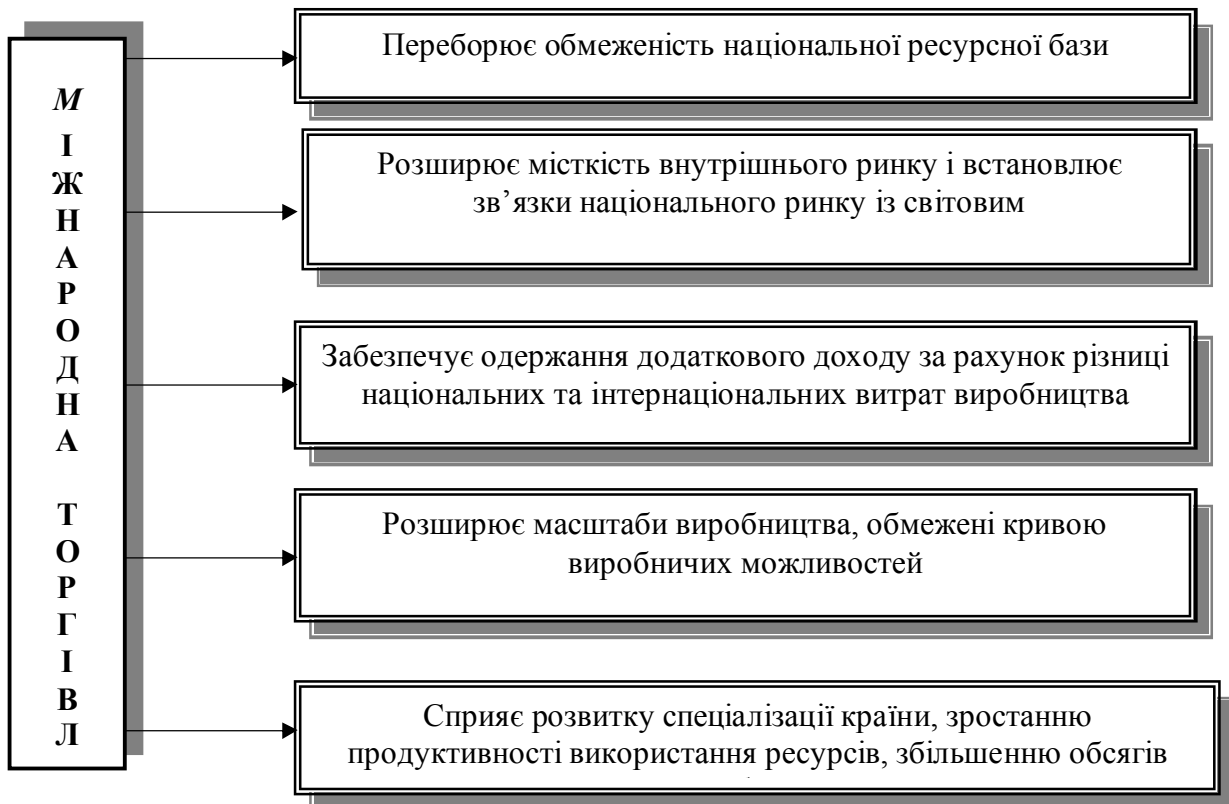 М
І
Ж
Н
А
Р
О
Д
Н
А
Т
О
Р
Г
І
В
Л
Переборює обмеженість національної ресурсної бази
Розширює місткість внутрішнього ринку і встановлює
зв’язки національного ринку із світовим
Забезпечує одержання додаткового доходу за рахунок різниці
національних та інтернаціональних витрат виробництва
Розширює масштаби виробництва, обмежені кривою
виробничих можливостей
Сприяє розвитку спеціалізації країни, зростанню
продуктивності використання ресурсів, збільшенню обсягів